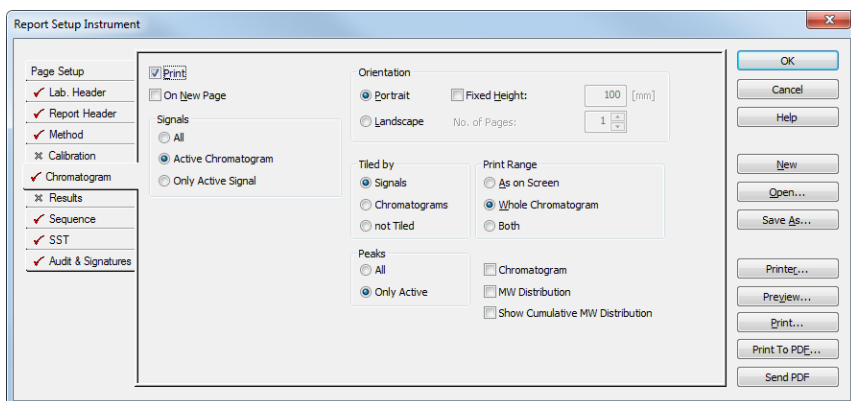 Report Setup Instrument
Page Setup
Lab. Header
Report Header
Method
Calibration
Chromatogram
Results
Sequence
SST
Audit & Signatures
Print
On New Page
Signals
All
Active Chromatogram
Only Active Signal
Orientation
Portrait
Fixed Height:
100 [mm]
Landscape
No. of Pages:
1
Tiled by
Signals
Chromatograms
not Tiled
Print Range
As on Screen
Whole Chromatogram
Both
Peaks
All
Only Active
Chromatogram
MW Distribution
Show Cumulative MW Distribution
OK
Cancel
Help
New
Open...
Save As...
Printer...
Preview...
Print...
Print To PDF...
Send PDF